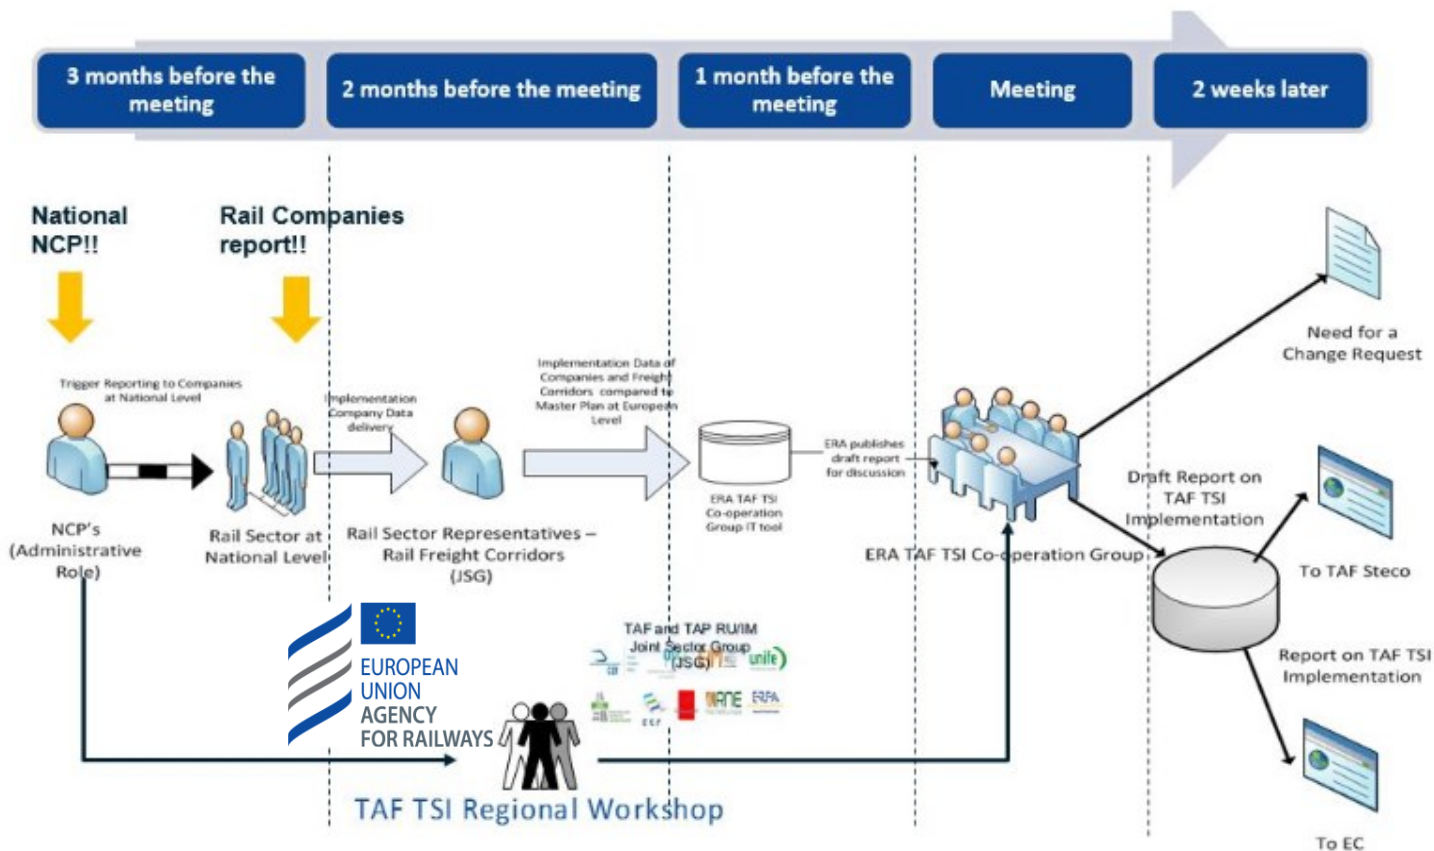 3 months before the
meeting
2 months before the meeting
1 month before the
meeting
Meeting
2 weeks later
National
NCP!!
Rail Companies
report!!
Trigger Reporting to Companies
at National Level
Implementation
Company Data
delivery
Implementation Data of
Companies and Freight
Corridors compared to
Master Plan at European
Level
ERA publishes
draft report
for discussion
ERA TAF TSI
Co-operation
Group IT tool
NCP's
(Administrative
Role)
Rail Sector at
National Level
Rail Sector Representatives –
Rail Freight Corridors
(JSG)
ERA TAF TSI Co-operation Group
Need for a
Change Request
Draft Report on
TAF TSI
Implementation
To TAF Steco
Report on TAF TSI
Implementation
To EC
EUROPEAN
UNION
AGENCY
FOR RAILWAYS
TAF and TAP RU/IM
Joint Sector Group
(JSG)
unife
RNE
ERFA
TAF TSI Regional Workshop